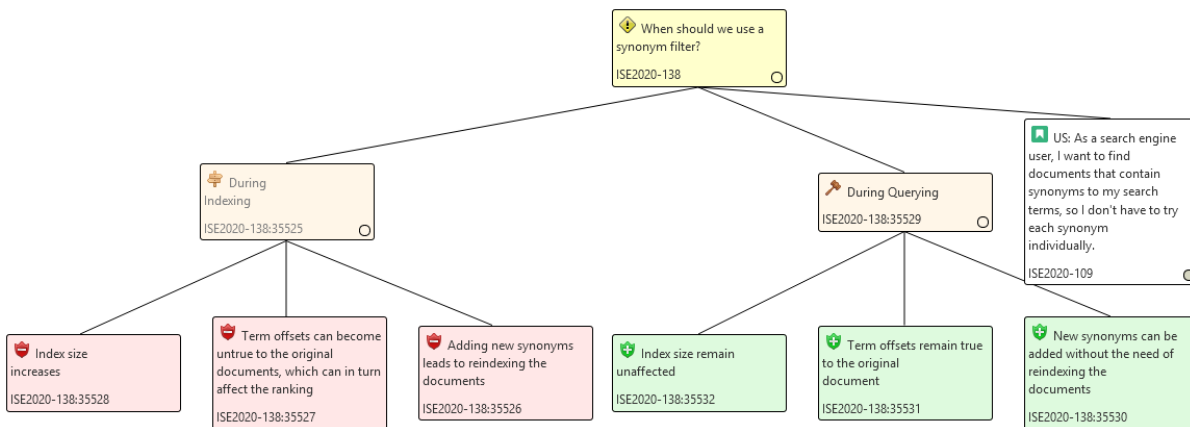 When should we use a
synonym filter?
ISE2020-138
US: As a search engine
user, I want to find
documents that contain
synonyms to my search
terms, so I don't have to try
each synonym
individually.
ISE2020-109
During
Indexing
ISE2020-138:35525
During Querying
ISE2020-138:35529
Index size
increases
ISE2020-138:35528
Term offsets can become
untrue to the original
documents, which can in turn
affect the ranking
ISE2020-138:35527
Adding new synonyms
leads to reindexing the
documents
ISE2020-138:35526
Index size remain
unaffected
ISE2020-138:35532
Term offsets remain true
to the original
document
ISE2020-138:35531
New synonyms can be
added without the need of
reindexing the
documents
ISE2020-138:35530